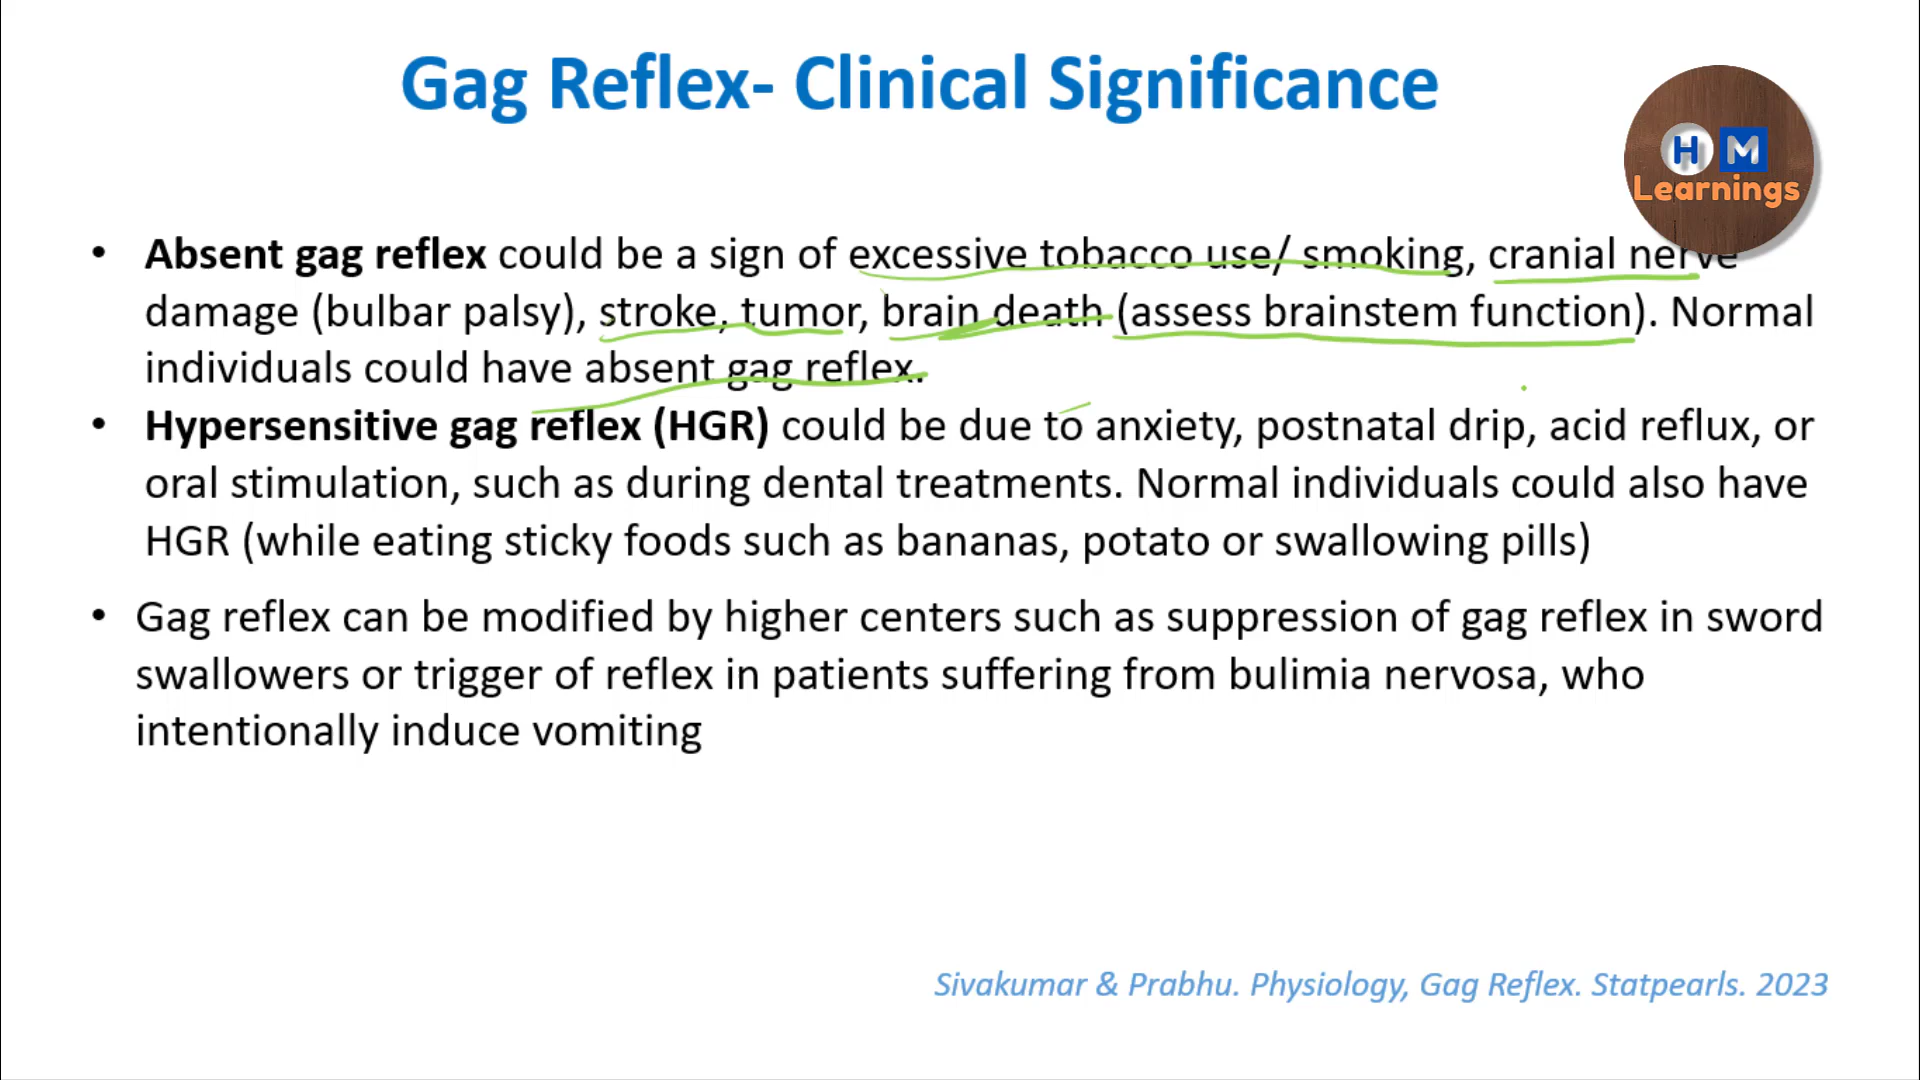 Gag Reflex- Clinical Significance
H M
Learnings
• Absent gag reflex could be a sign of excessive tobacco use/ smoking, cranial nerve
damage (bulbar palsy), stroke, tumor, brain death (assess brainstem function). Normal
individuals could have absent gag reflex.
• Hypersensitive gag reflex (HGR) could be due to anxiety, postnatal drip, acid reflux, or
oral stimulation, such as during dental treatments. Normal individuals could also have
HGR (while eating sticky foods such as bananas, potato or swallowing pills)
• Gag reflex can be modified by higher centers such as suppression of gag reflex in sword
swallowers or trigger of reflex in patients suffering from bulimia nervosa, who
intentionally induce vomiting
Sivakumar & Prabhu. Physiology, Gag Reflex. Statpearls. 2023